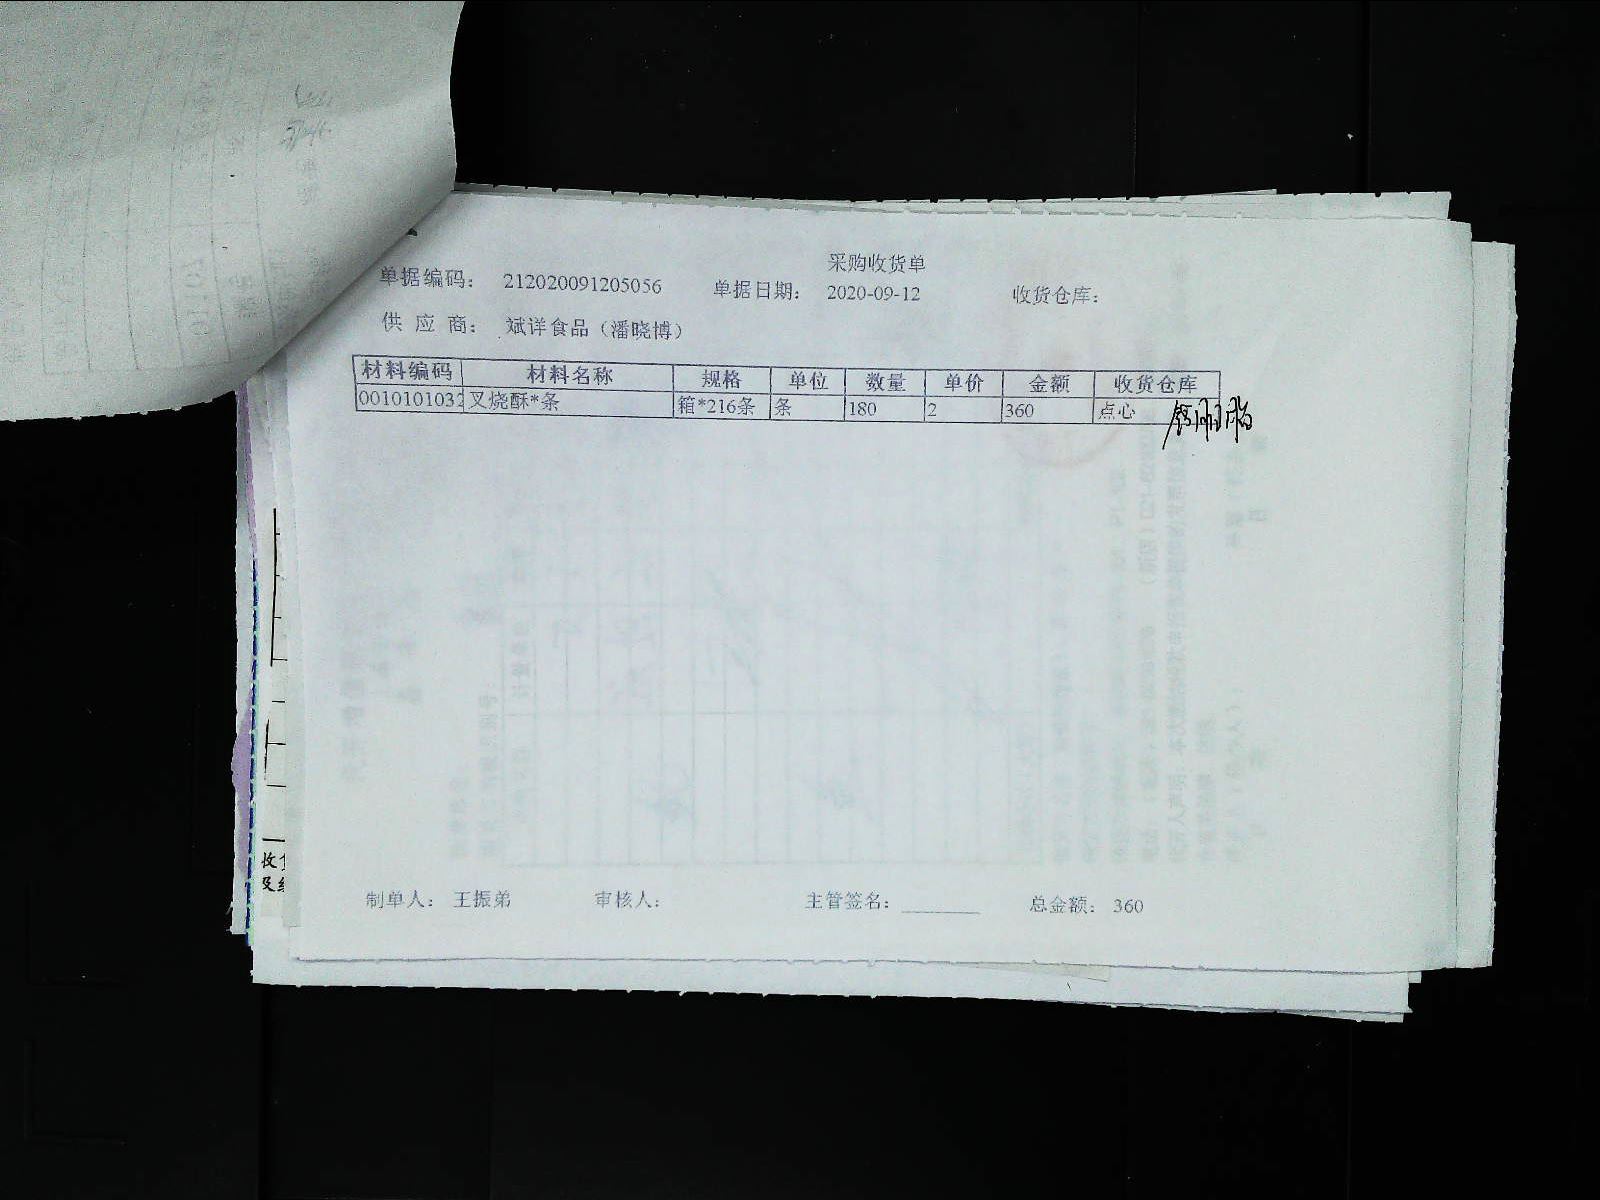 采购收货单
单据编码： 212020091205056 单据日期： 2020-09-12 收货仓库：
供 应 商： 斌洋食品（潘晓博）
材料编码 材料名称 规格 单位 数量 单价 金额 收货仓库
0010101032 叉烧酥*条 箱*216条 条 180 2 360 点心
制单人： 王振弟 审核人： 主管签名： ________ 总金额： 360